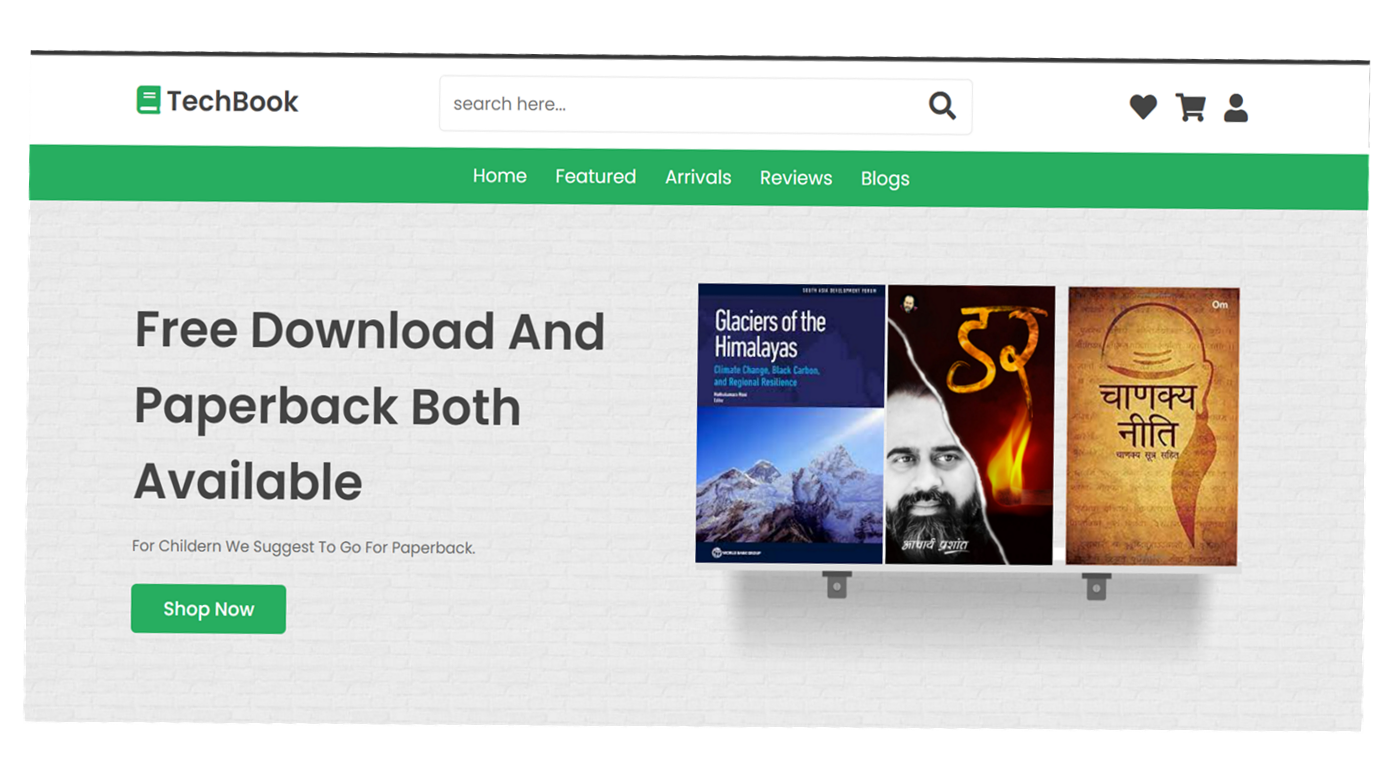 TechBook
search here...
Home Featured Arrivals Reviews Blogs
Free Download And
Paperback Both
Available
For Childern We Suggest To Go For Paperback.
Shop Now
SOUTH ASIA DEVELOPMENT FORUM
Glaciers of the
Himalayas
Climate Change, Black Carbon,
and Regional Resilience
Editor
WORLD BANK GROUP
डर
आचार्य प्रशांत
Om
चाणक्य
नीति
चाणक्य सूत्र सहित